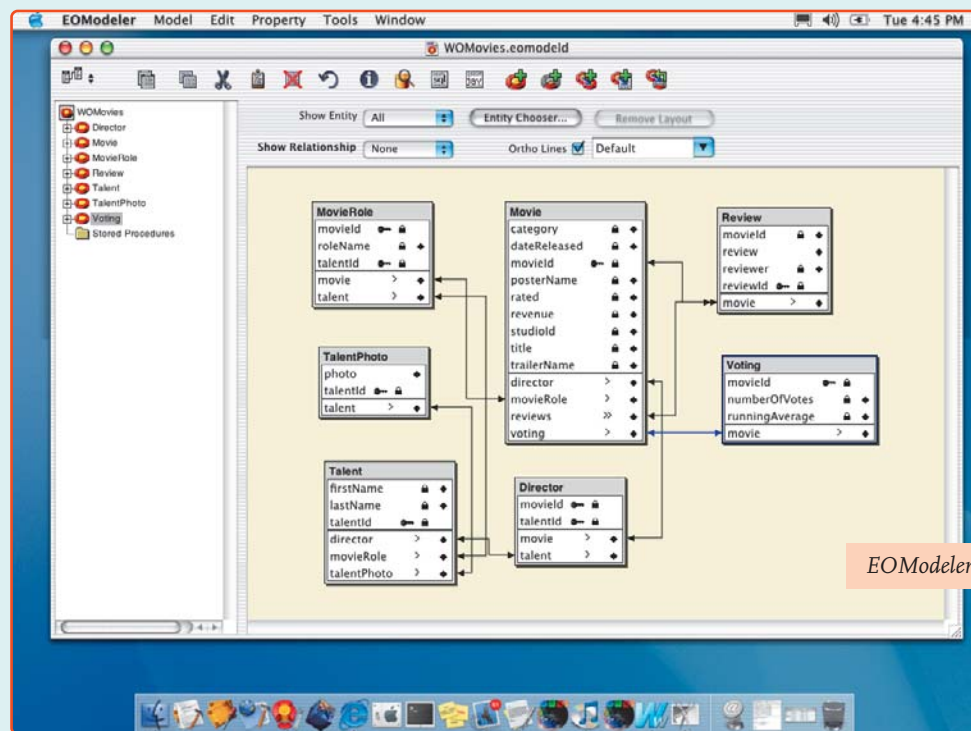 EOModeler Model Edit Property Tools Window Tue 4:45 PM
WOMovies.eomodeld
WOMovies
Director
Movie
MovieRole
Review
Talent
TalentPhoto
Voting
Stored Procedures
Show Entity All Entity Chooser... Remove Layout
Show Relationship None Ortho Lines Default
MovieRole
movieId
roleName
talentId
movie
talent
TalentPhoto
photo
talentId
talent
Talent
firstName
lastName
talentId
director
movieRole
talentPhoto
Movie
category
dateReleased
movieId
posterName
rated
revenue
studioId
title
trailerName
director
movieRole
reviews
voting
Director
movieId
talentId
movie
talent
Review
movieId
review
reviewer
reviewId
movie
Voting
movieId
numberOfVotes
runningAverage
movie
EOModeler